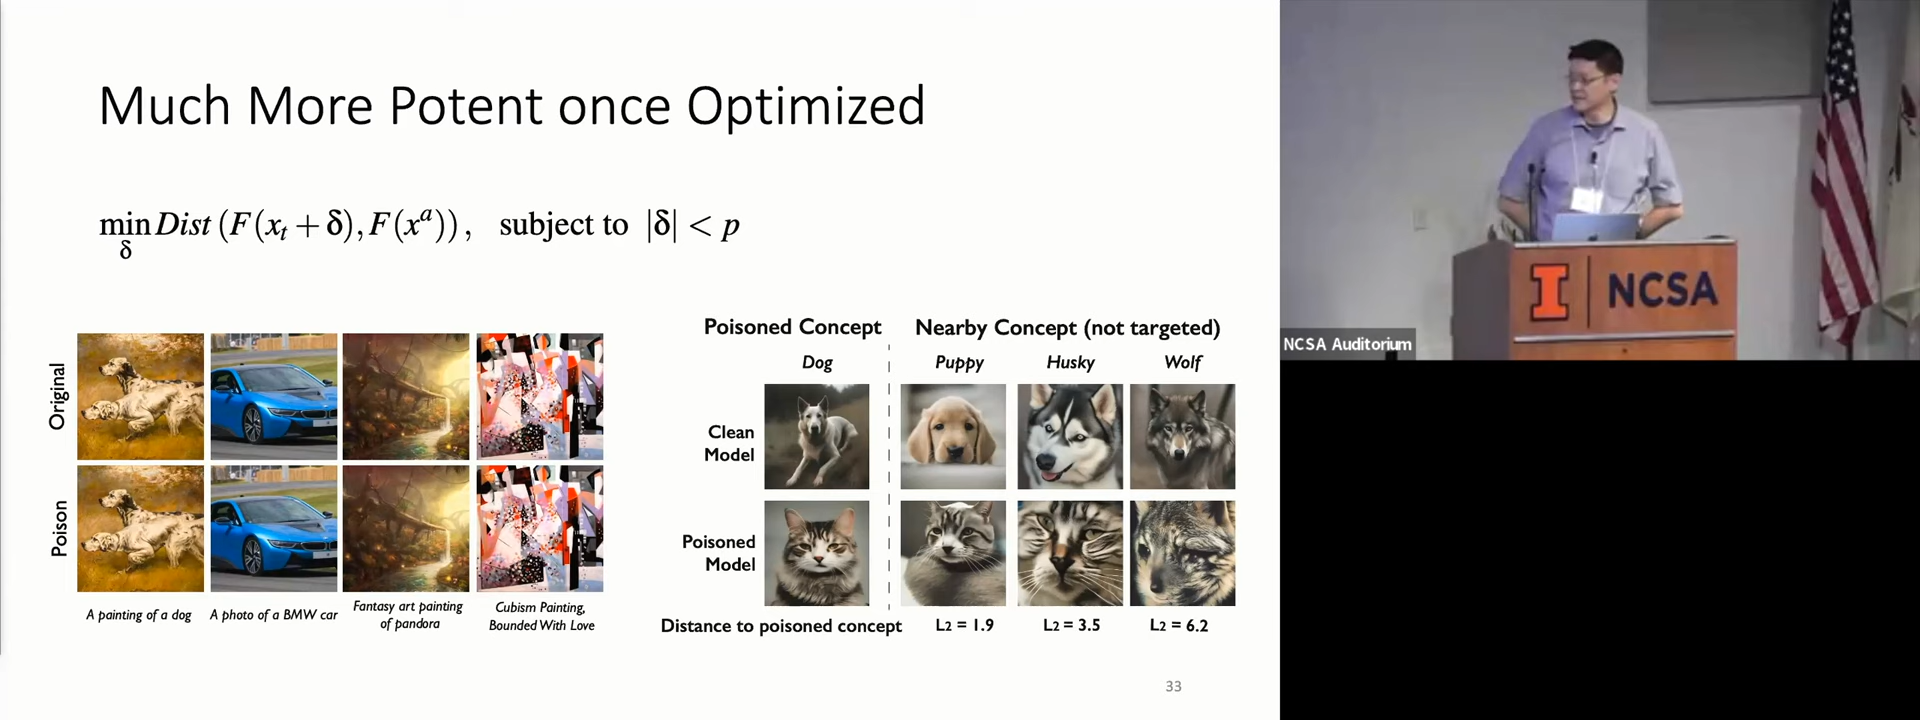 Much More Potent once Optimized
min Dist (F(xₜ + δ), F(xᵃ)), subject to |δ| < p
δ
Original
Poison
A painting of a dog
A photo of a BMW car
Fantasy art painting
of pandora
Cubism Painting,
Bounded With Love
Poisoned Concept
Nearby Concept (not targeted)
Dog
Puppy
Husky
Wolf
Clean
Model
Poisoned
Model
Distance to poisoned concept
L2 = 1.9
L2 = 3.5
L2 = 6.2
33
I NCSA
NCSA Auditorium